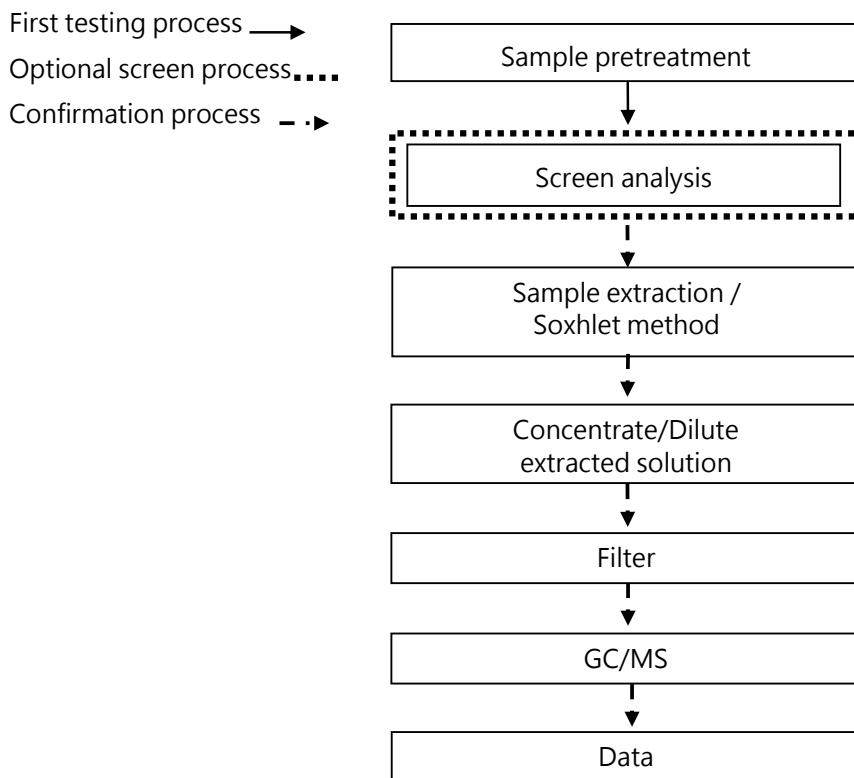 First testing process
Optional screen process
Confirmation process
Sample pretreatment
Screen analysis
Sample extraction /
Soxhlet method
Concentrate/Dilute
extracted solution
Filter
GC/MS
Data